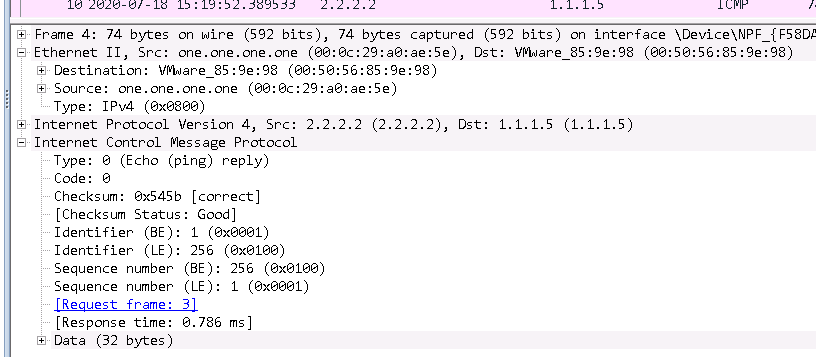 10 2020-07-18 15:19:52.389533 2.2.2.2 1.1.1.5 ICMP
Frame 4: 74 bytes on wire (592 bits), 74 bytes captured (592 bits) on interface \Device\NPF_{F58DA
Ethernet II, Src: one.one.one.one (00:0c:29:a0:ae:5e), Dst: VMware_85:9e:98 (00:50:56:85:9e:98)
Destination: VMware_85:9e:98 (00:50:56:85:9e:98)
Source: one.one.one.one (00:0c:29:a0:ae:5e)
Type: IPv4 (0x0800)
Internet Protocol Version 4, Src: 2.2.2.2 (2.2.2.2), Dst: 1.1.1.5 (1.1.1.5)
Internet Control Message Protocol
Type: 0 (Echo (ping) reply)
Code: 0
Checksum: 0x545b [correct]
[Checksum Status: Good]
Identifier (BE): 1 (0x0001)
Identifier (LE): 256 (0x0100)
Sequence number (BE): 256 (0x0100)
Sequence number (LE): 1 (0x0001)
[Request frame: 3]
[Response time: 0.786 ms]
Data (32 bytes)